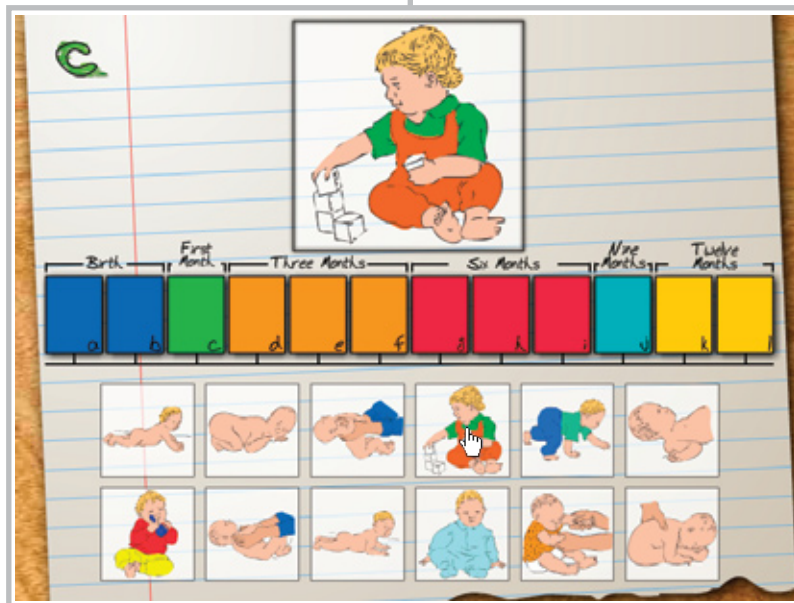 C
First Nine Twelve
Birth Month Three Months Six Months Months Months
a b c d e f g h i j k l